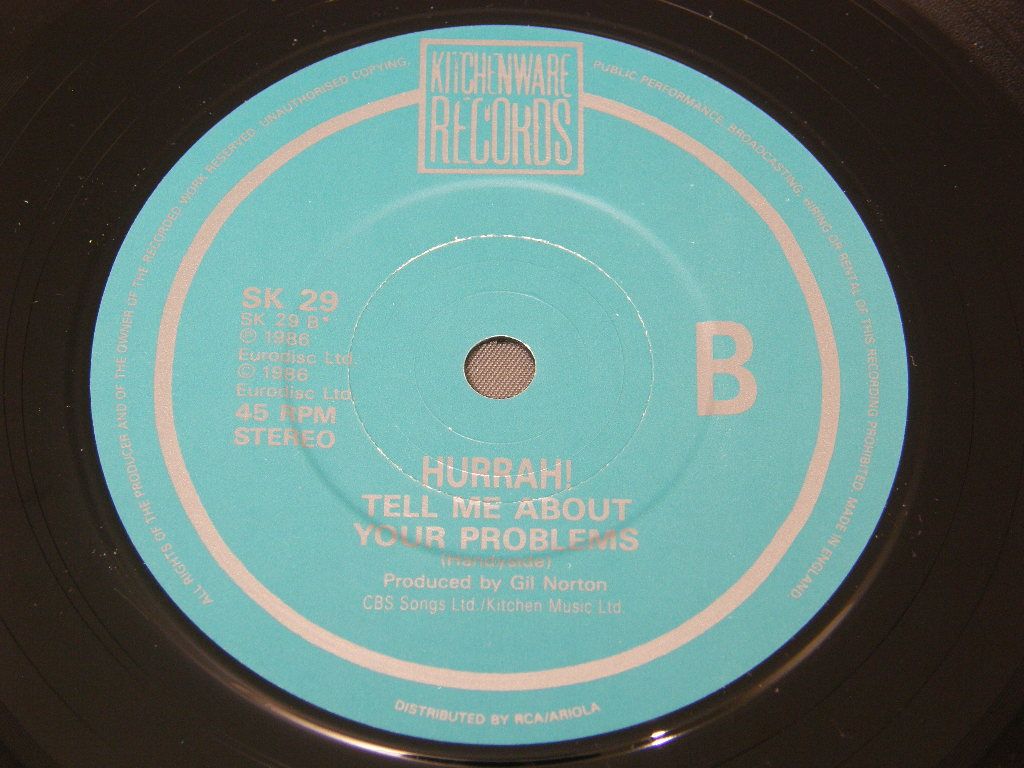 KITCHENWARE
RECORDS
ALL RIGHTS OF THE PRODUCER AND OF THE OWNER OF THE RECORDED WORK RESERVED. UNAUTHORISED COPYING, PUBLIC PERFORMANCE, BROADCASTING, HIRING OR RENTAL OF THIS RECORDING PROHIBITED. MADE IN ENGLAND
SK 29
SK 29 B*
© 1986
Eurodisc Ltd.
© 1986
Eurodisc Ltd.
45 RPM
STEREO
B
HURRAH!
TELL ME ABOUT
YOUR PROBLEMS
(Handyside)
Produced by Gil Norton
CBS Songs Ltd./Kitchen Music Ltd.
DISTRIBUTED BY RCA/ARIOLA